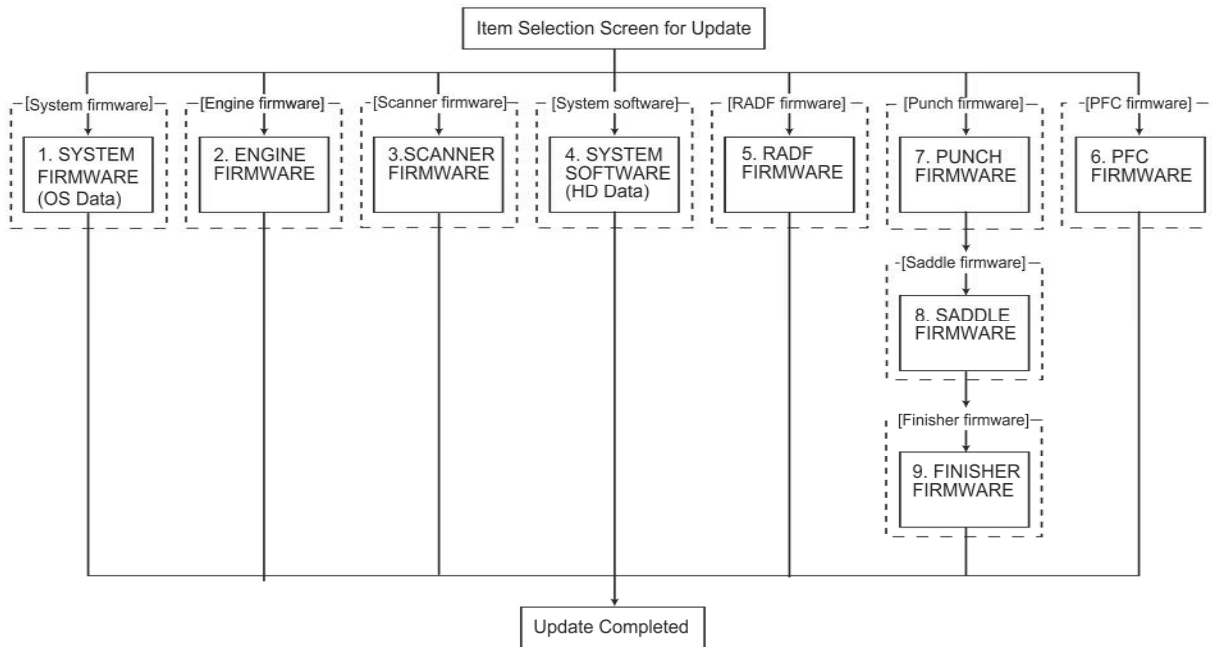 Item Selection Screen for Update
[System firmware]
[Engine firmware]
[Scanner firmware]
[System software]
[RADF firmware]
[Punch firmware]
[PFC firmware]
1. SYSTEM
FIRMWARE
(OS Data)
2. ENGINE
FIRMWARE
3.SCANNER
FIRMWARE
4. SYSTEM
SOFTWARE
(HD Data)
5. RADF
FIRMWARE
7. PUNCH
FIRMWARE
6. PFC
FIRMWARE
[Saddle firmware]
8. SADDLE
FIRMWARE
[Finisher firmware]
9. FINISHER
FIRMWARE
Update Completed